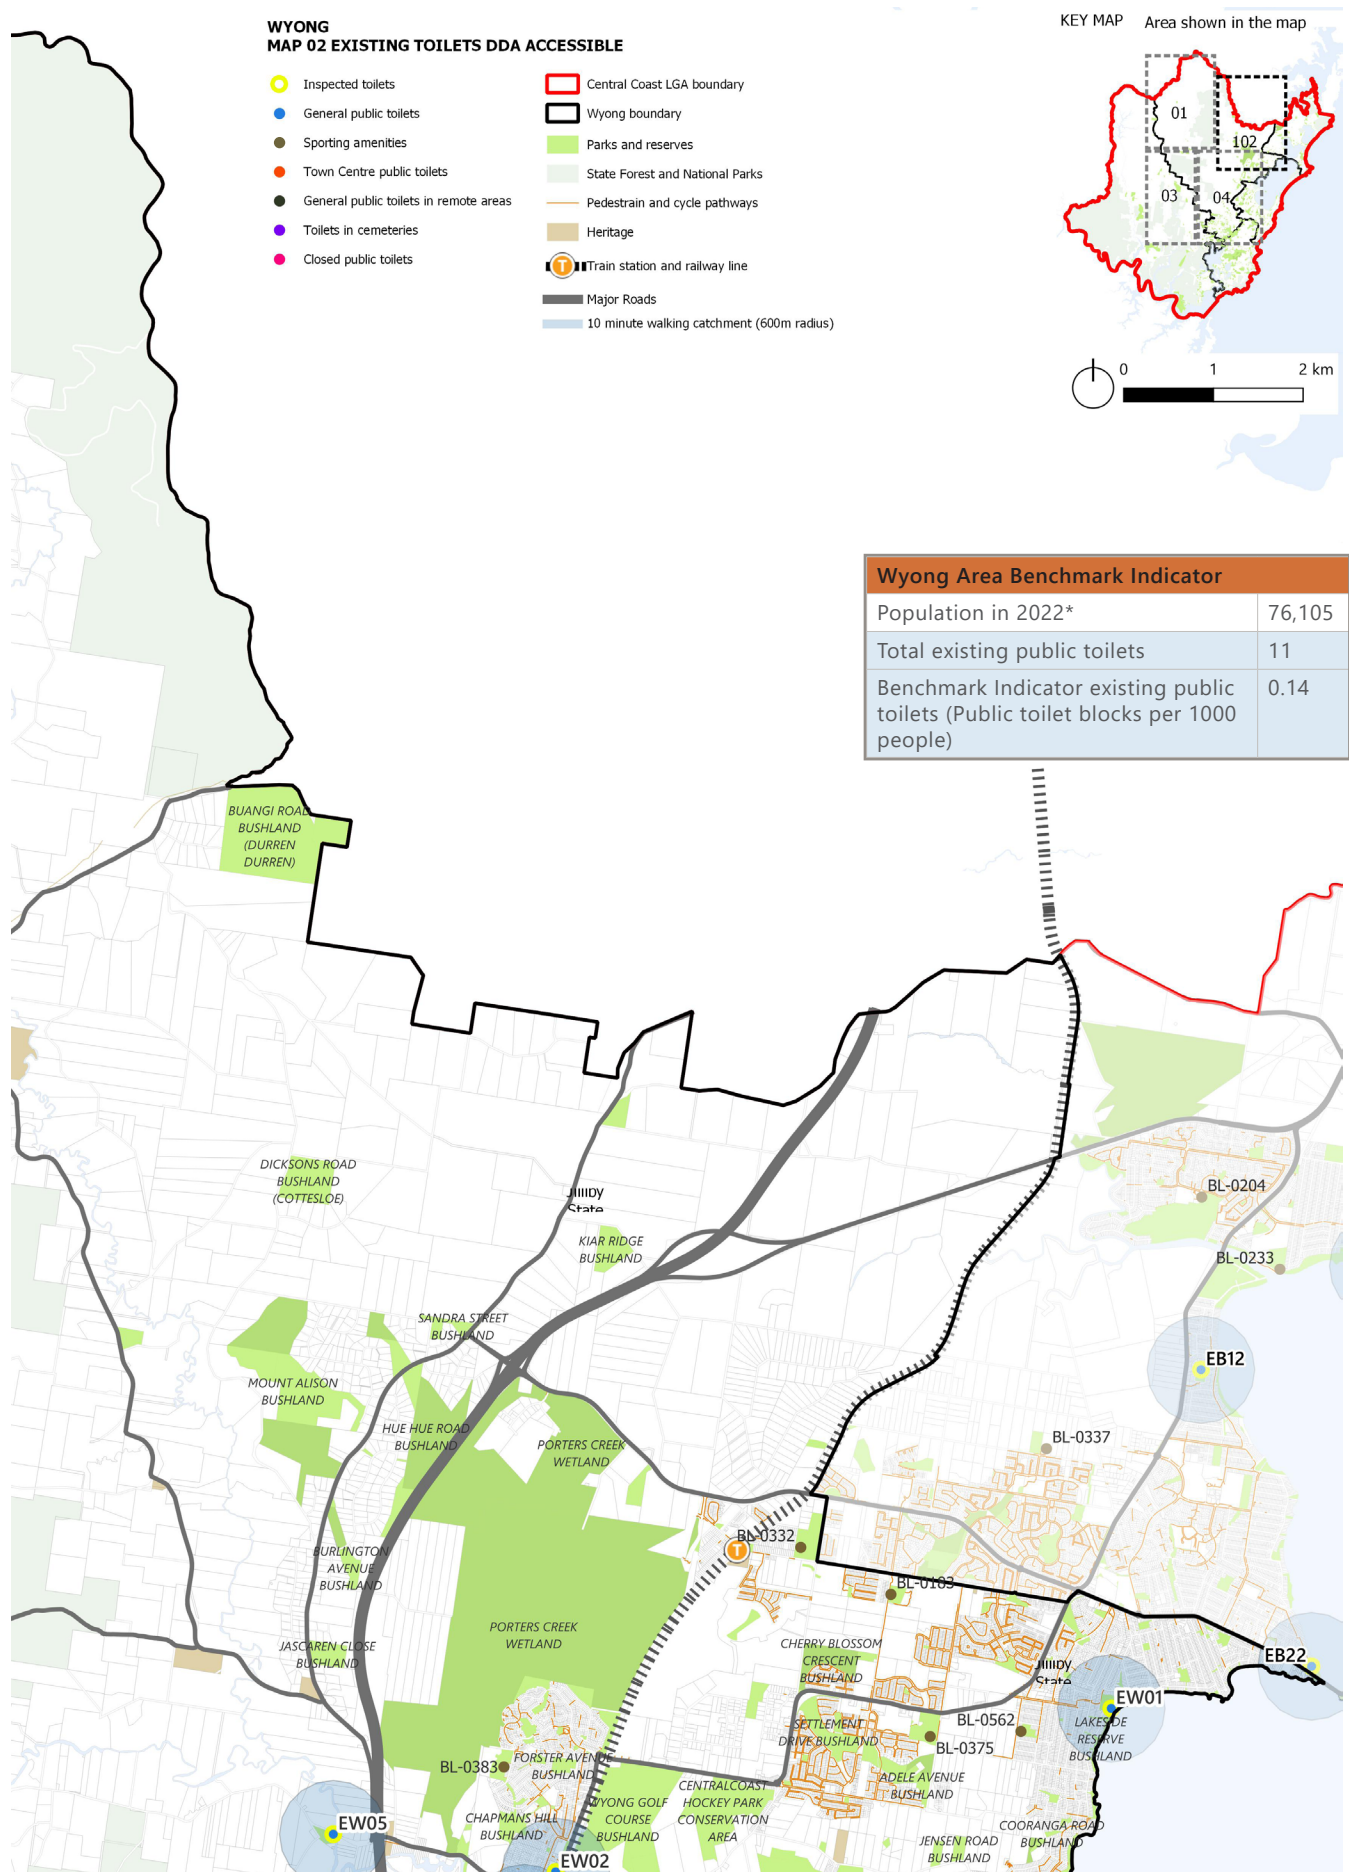 WYONG
MAP 02 EXISTING TOILETS DDA ACCESSIBLE
Inspected toilets
General public toilets
Sporting amenities
Town Centre public toilets
General public toilets in remote areas
Toilets in cemeteries
Closed public toilets
Central Coast LGA boundary
Wyong boundary
Parks and reserves
State Forest and National Parks
Pedestrain and cycle pathways
Heritage
T
Train station and railway line
Major Roads
10 minute walking catchment (600m radius)
KEY MAP Area shown in the map
01
102
03
04
0 1 2 km
Wyong Area Benchmark Indicator
Population in 2022* 76,105
Total existing public toilets 11
Benchmark Indicator existing public 0.14
toilets (Public toilet blocks per 1000
people)
BUANGI ROAD
BUSHLAND
(DURREN
DURREN)
DICKSONS ROAD
BUSHLAND
(COTTESLOE)
Jilliby
State
KIAR RIDGE
BUSHLAND
BL-0204
BL-0233
SANDRA STREET
BUSHLAND
EB12
MOUNT ALISON
BUSHLAND
HUE HUE ROAD
BUSHLAND
PORTERS CREEK
WETLAND
BL-0337
BL-0332
T
BURLINGTON
AVENUE
BUSHLAND
BL-0183
PORTERS CREEK
WETLAND
JASCAREN CLOSE
BUSHLAND
CHERRY BLOSSOM
CRESCENT
BUSHLAND
Jilliby
State
EB22
EW01
LAKESIDE
RESERVE
BUSHLAND
SETTLEMENT
DRIVE BUSHLAND
BL-0562
BL-0375
BL-0383
FORSTER AVENUE
BUSHLAND
ADELE AVENUE
BUSHLAND
CENTRALCOAST
HOCKEY PARK
CONSERVATION
AREA
WYONG GOLF
COURSE
BUSHLAND
CHAPMANS HILL
BUSHLAND
EW05
COORANGA ROAD
BUSHLAND
JENSEN ROAD
BUSHLAND
EW02